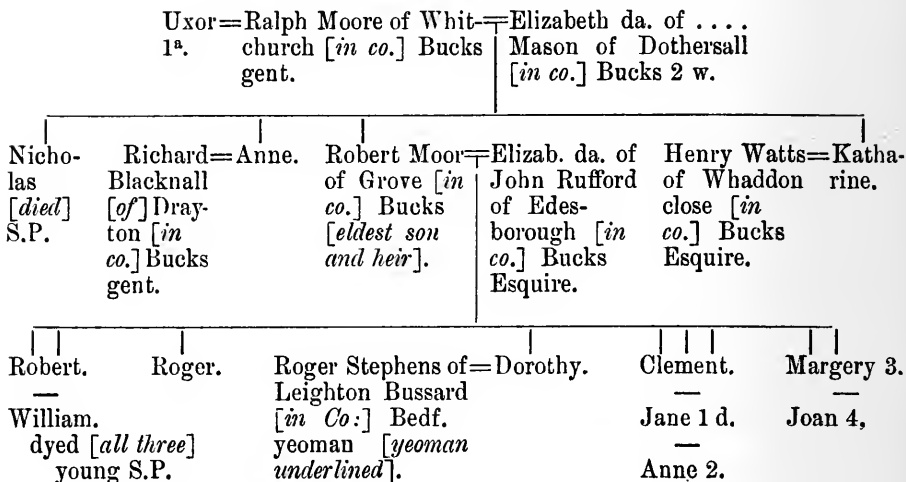 Uxor=Ralph Moore of Whit-=Elizabeth da. of . . . .
1ª. church [in co.] Bucks Mason of Dothersall
gent. [in co.] Bucks 2 w.
Nicho- Richard=Anne. Robert Moor=Elizab. da. of Henry Watts=Katha-
las Blacknall of Grove [in John Rufford of Whaddon rine.
[died] [of] Dray- co.] Bucks of Edes- close [in
S.P. ton [in [eldest son borough [in co.] Bucks
co.] Bucks and heir]. co.] Bucks Esquire.
gent. Esquire.
Robert. Roger. Roger Stephens of=Dorothy. Clement. Margery 3.
— Leighton Bussard — —
William. [in Co:] Bedf. Jane 1 d. Joan 4,
dyed [all three] yeoman [yeoman —
young S.P. underlined]. Anne 2.